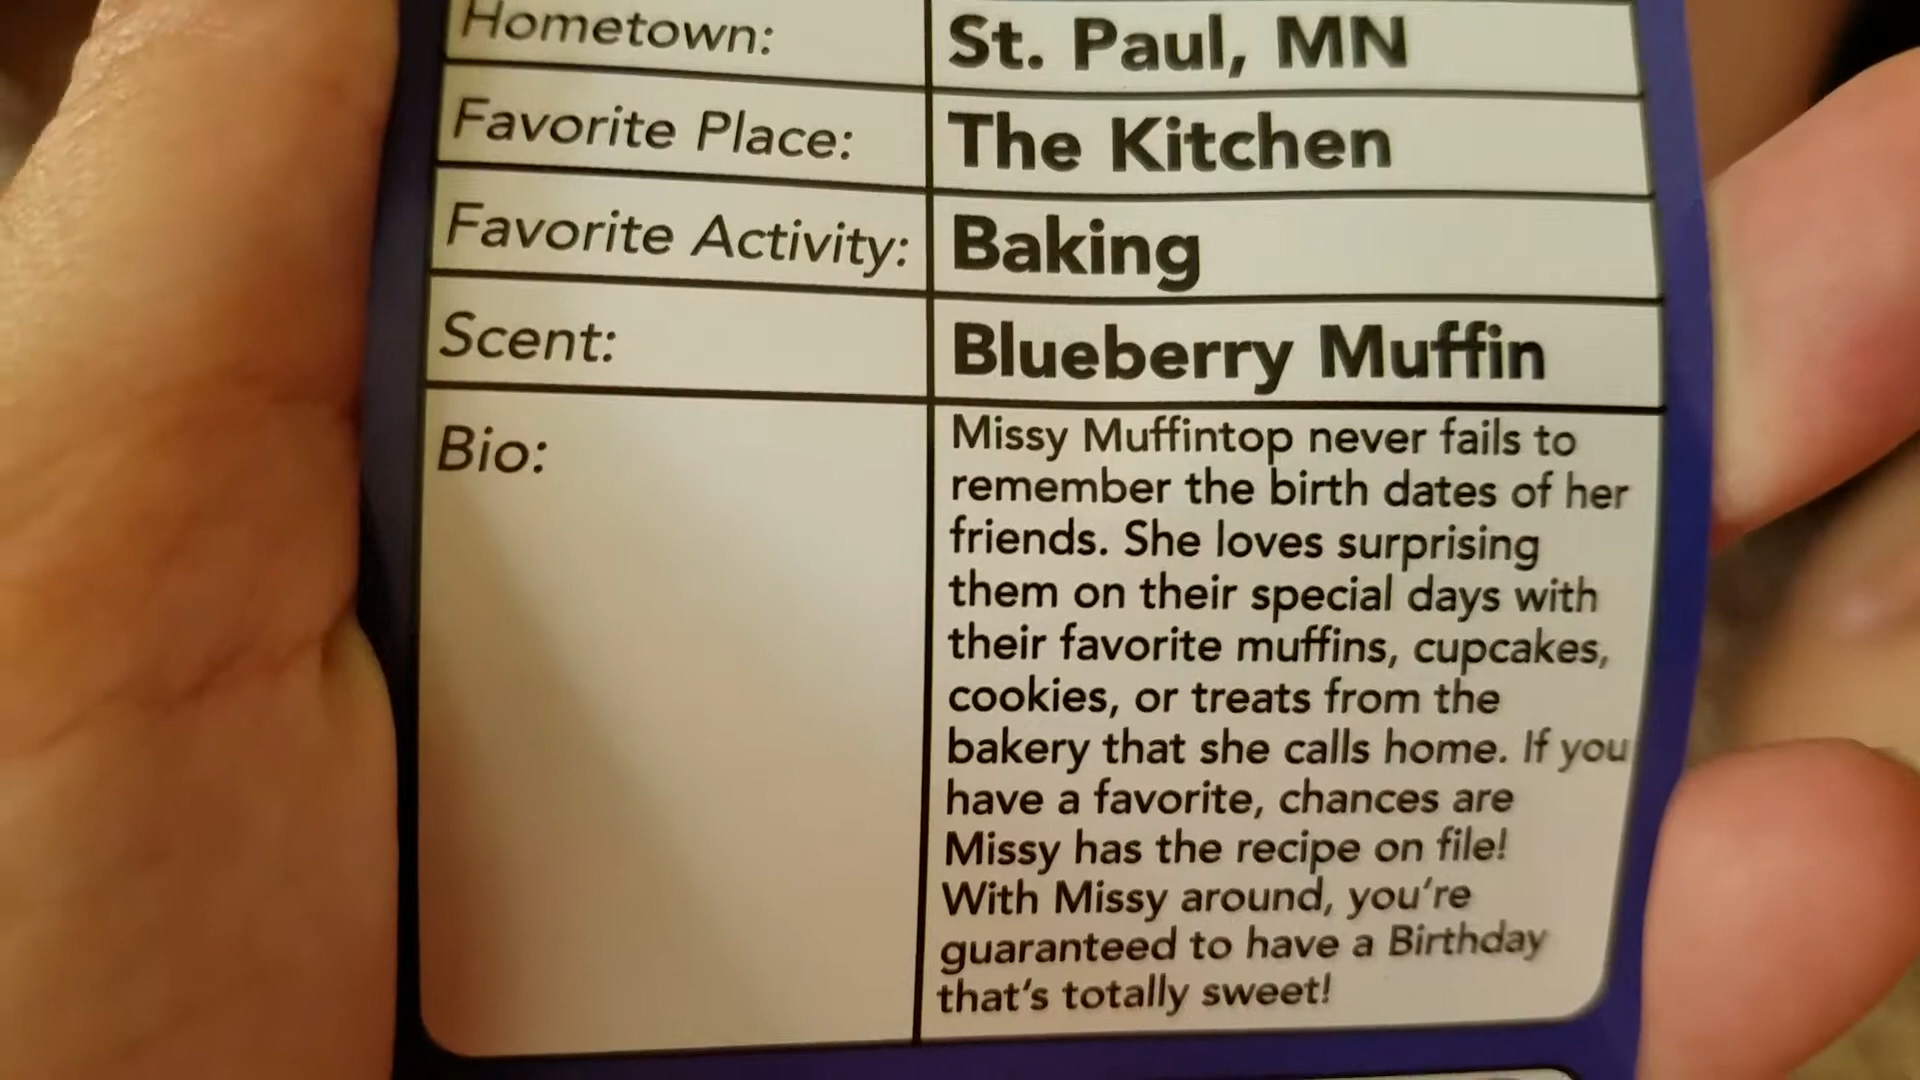 Hometown: St. Paul, MN
Favorite Place: The Kitchen
Favorite Activity: Baking
Scent: Blueberry Muffin
Bio: Missy Muffintop never fails to
remember the birth dates of her
friends. She loves surprising
them on their special days with
their favorite muffins, cupcakes,
cookies, or treats from the
bakery that she calls home. If you
have a favorite, chances are
Missy has the recipe on file!
With Missy around, you're
guaranteed to have a Birthday
that's totally sweet!